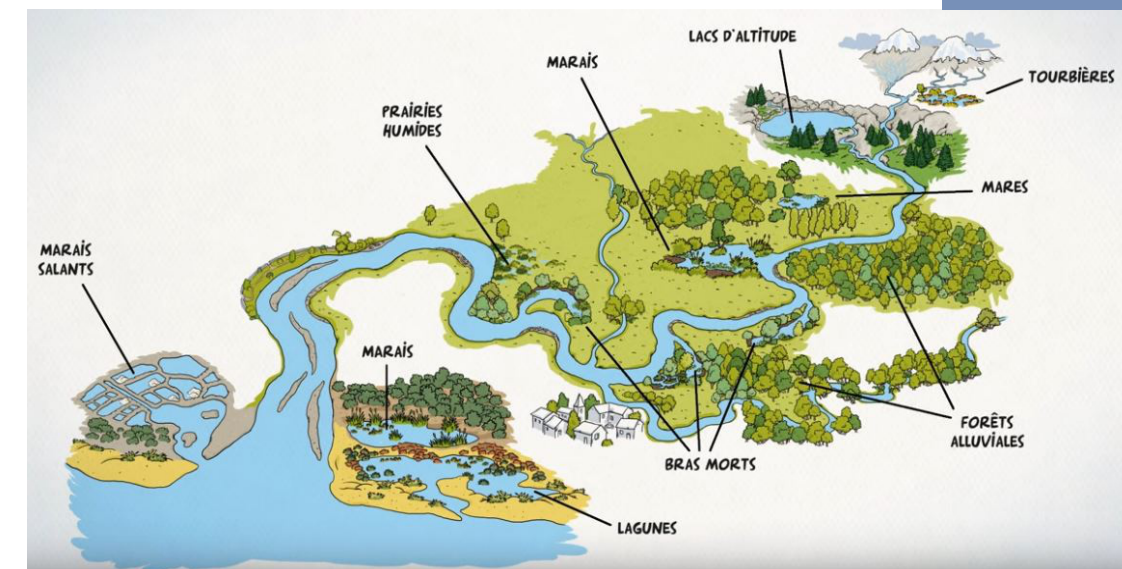 LACS D'ALTITUDE
MARAIS
TOURBIÈRES
PRAIRIES
HUMIDES
MARES
MARAIS
SALANTS
MARAIS
FORÊTS
ALLUVIALES
BRAS MORTS
LAGUNES